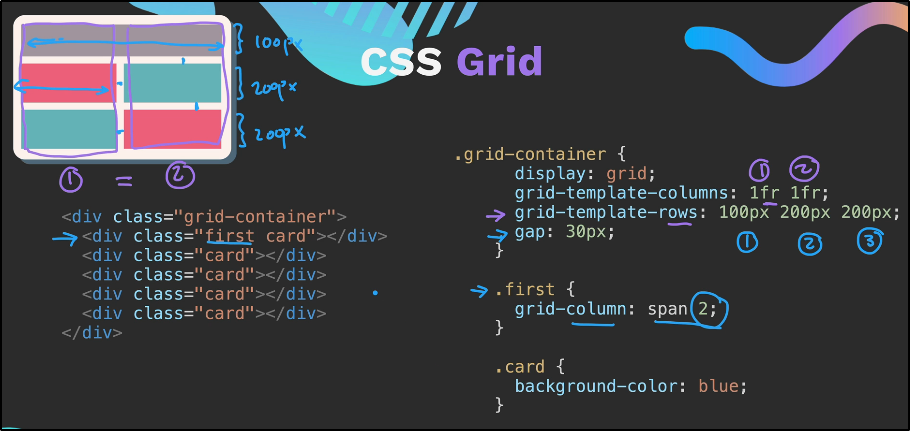 CSS Grid
100px
200px
200px
1 = 2
<div class="grid-container">
<div class="first card"></div>
<div class="card"></div>
<div class="card"></div>
<div class="card"></div>
<div class="card"></div>
</div>
.grid-container {
display: grid;
1 2
grid-template-columns: 1fr 1fr;
grid-template-rows: 100px 200px 200px;
gap: 30px;
1 2 3
}
.first {
grid-column: span 2;
}
.card {
background-color: blue;
}